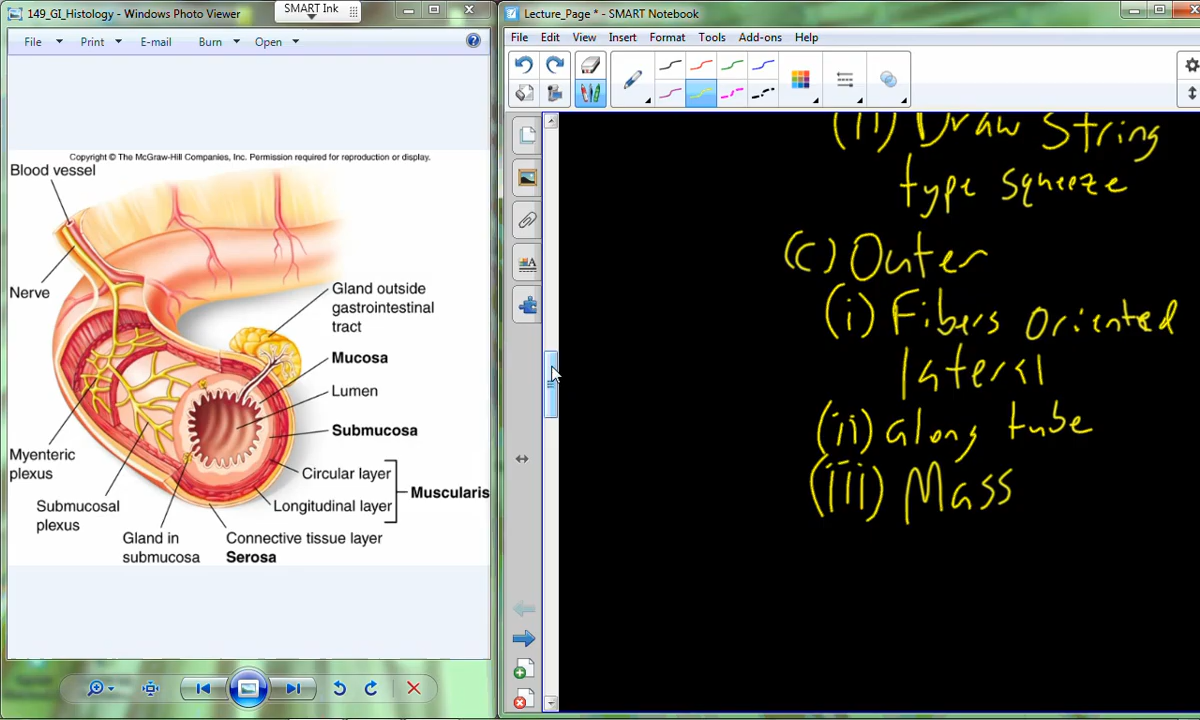 149_GI_Histology - Windows Photo Viewer
SMART Ink
File Print E-mail Burn Open
Copyright © The McGraw-Hill Companies, Inc. Permission required for reproduction or display.
Blood vessel
Nerve
Gland outside
gastrointestinal
tract
Mucosa
Lumen
Submucosa
Myenteric
plexus
Circular layer
Muscularis
Longitudinal layer
Submucosal
plexus
Gland in
submucosa
Connective tissue layer
Serosa
Lecture_Page * - SMART Notebook
File Edit View Insert Format Tools Add-ons Help
(ii) Draw String
type squeeze
(c) Outer
(i) Fibers oriented
lateral
(ii) along tube
(iii) Mass